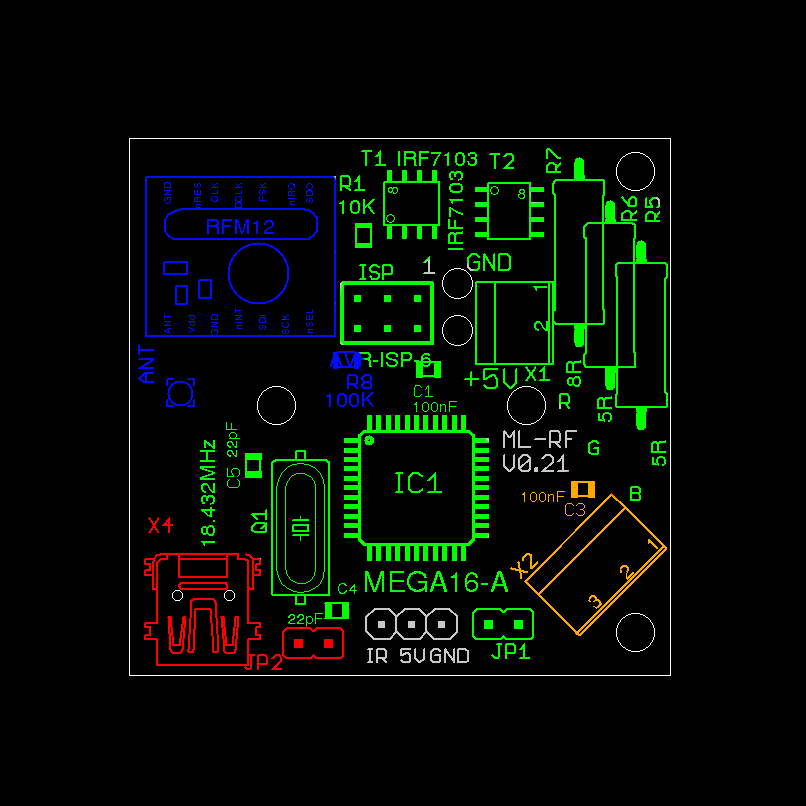 T1 IRF7103 T2
R7
R6
R5
GND
nRES
CLK
DCLK
FSK
nIRQ
SDO
R1
10K
8
8
IRF7103
RFM12
ISP
1
GND
1
2
ANT
Vdd
GND
nINT
SDI
SCK
nSEL
ANT
R-ISP-6
R8
100K
C1
100nF
+5V
X1
8R
R
5R
5R
ML-RF
V0.21
G
B
22pF
C5
18.432MHz
Q1
IC1
100nF
C3
X4
X2
1
2
3
MEGA16-A
C4
22pF
JP2
IR 5V GND
JP1